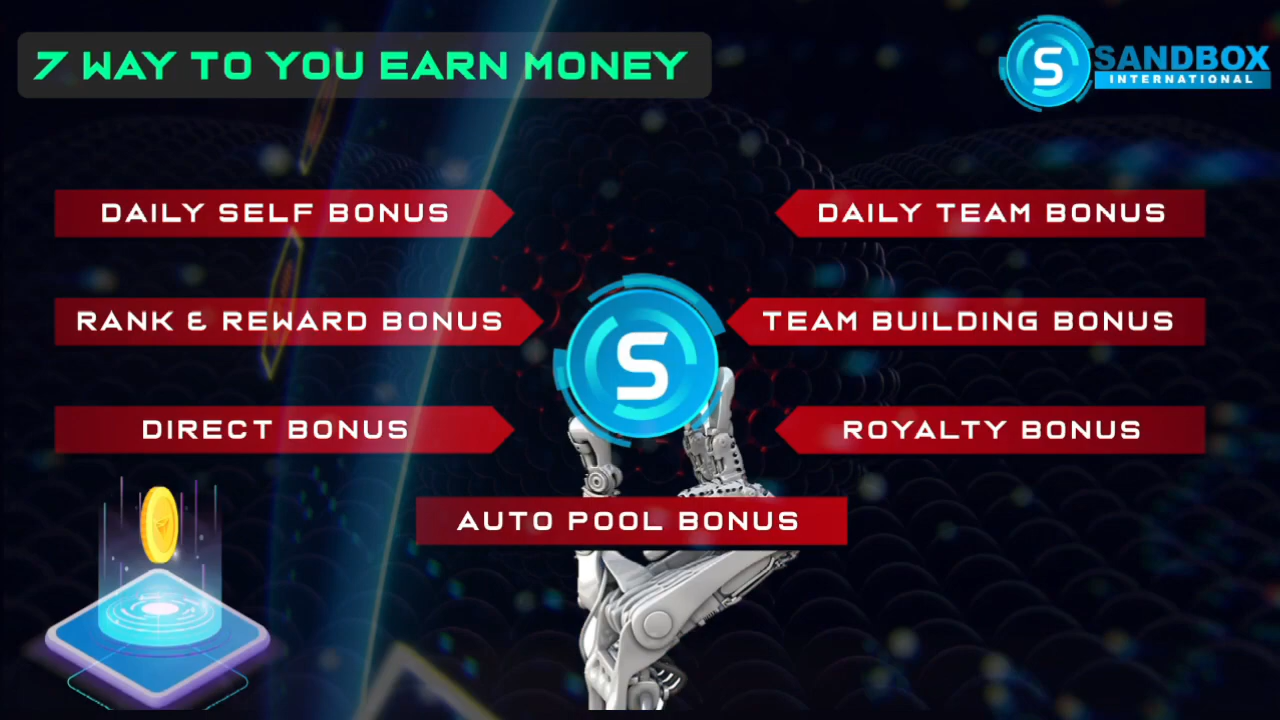 7 WAY TO YOU EARN MONEY
S SANDBOX
INTERNATIONAL
DAILY SELF BONUS
DAILY TEAM BONUS
RANK & REWARD BONUS
TEAM BUILDING BONUS
S
DIRECT BONUS
ROYALTY BONUS
AUTO POOL BONUS